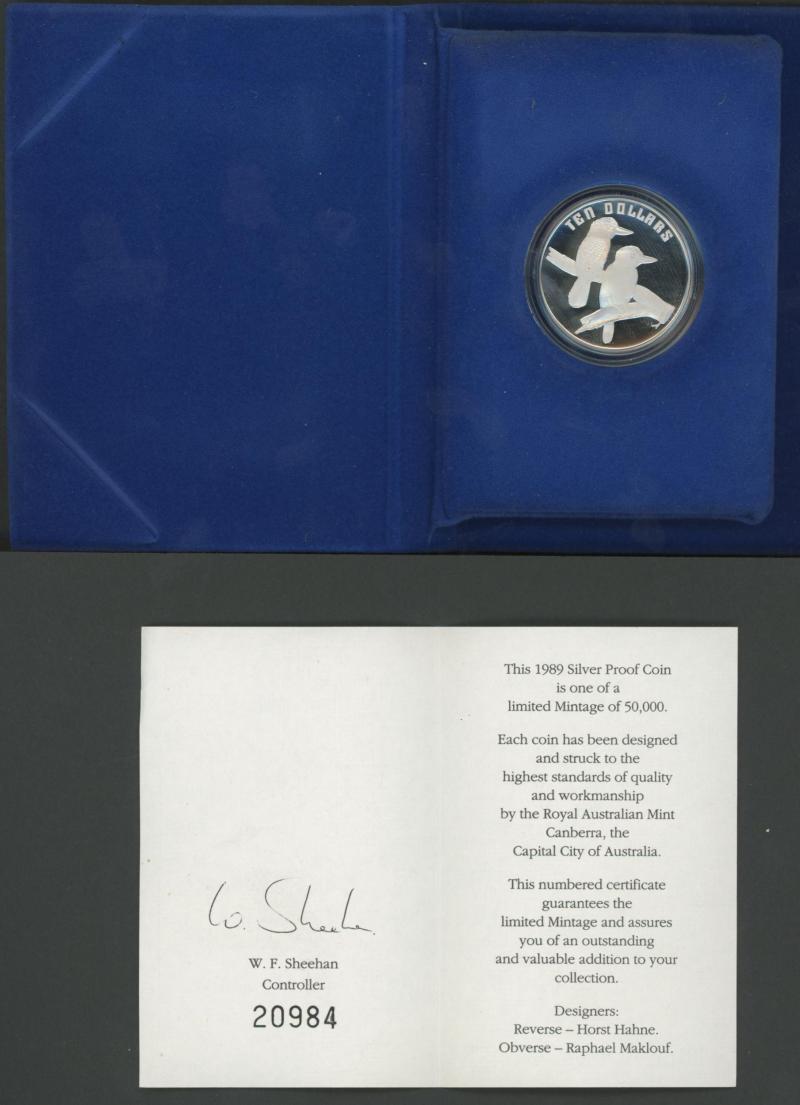 TEN DOLLARS
This 1989 Silver Proof Coin
is one of a
limited Mintage of 50,000.
Each coin has been designed
and struck to the
highest standards of quality
and workmanship
by the Royal Australian Mint
Canberra, the
Capital City of Australia.
This numbered certificate
guarantees the
limited Mintage and assures
you of an outstanding
and valuable addition to your
collection.
Designers:
Reverse – Horst Hahne.
Obverse – Raphael Maklouf.
W. Sheehan
W. F. Sheehan
Controller
20984